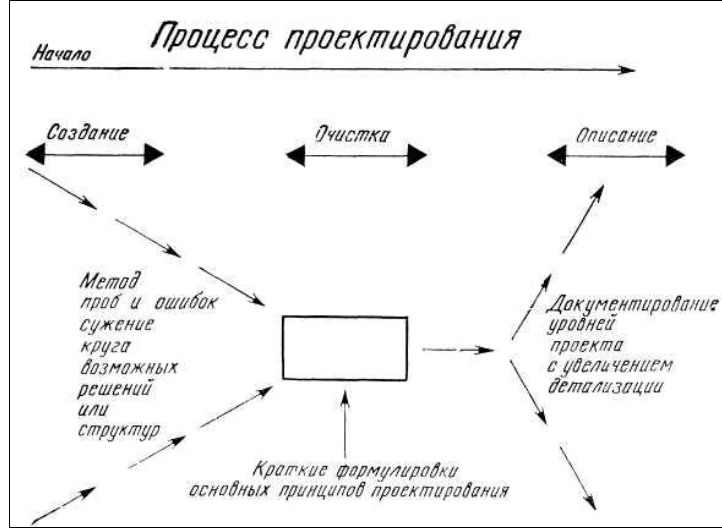 Процесс проектирования
Начало
Создание
Очистка
Описание
Метод
проб и ошибок
сужение
круга
возможных
решений
или
структур
Документирование
уровней
проекта
с увеличением
детализации
Краткие формулировки
основных принципов проектирования